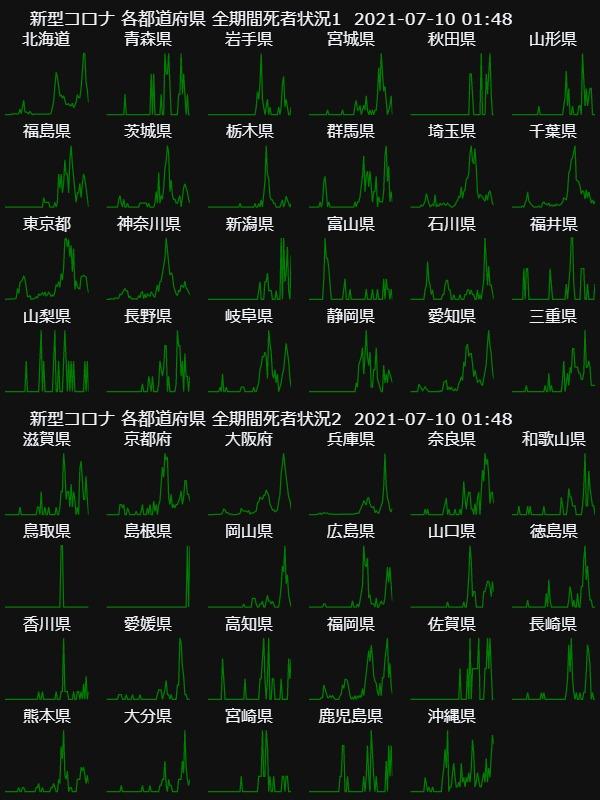 新型コロナ 各都道府県 全期間死者状況1 2021-07-10 01:48
北海道 青森県 岩手県 宮城県 秋田県 山形県
福島県 茨城県 栃木県 群馬県 埼玉県 千葉県
東京都 神奈川県 新潟県 富山県 石川県 福井県
山梨県 長野県 岐阜県 静岡県 愛知県 三重県
新型コロナ 各都道府県 全期間死者状況2 2021-07-10 01:48
滋賀県 京都府 大阪府 兵庫県 奈良県 和歌山県
鳥取県 島根県 岡山県 広島県 山口県 徳島県
香川県 愛媛県 高知県 福岡県 佐賀県 長崎県
熊本県 大分県 宮崎県 鹿児島県 沖縄県